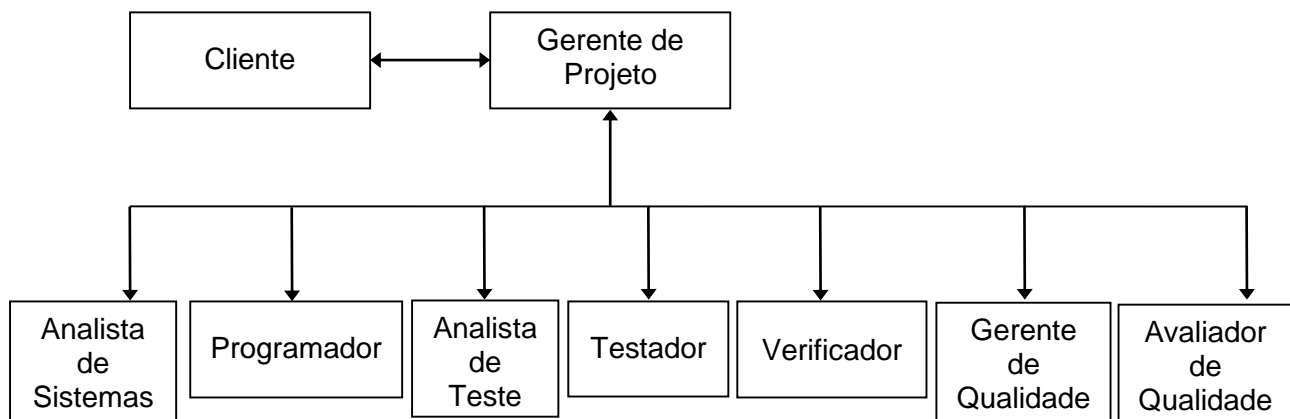 Cliente
Gerente de
Projeto
Analista
de
Sistemas
Programador
Analista
de
Teste
Testador
Verificador
Gerente
de
Qualidade
Avaliador
de
Qualidade